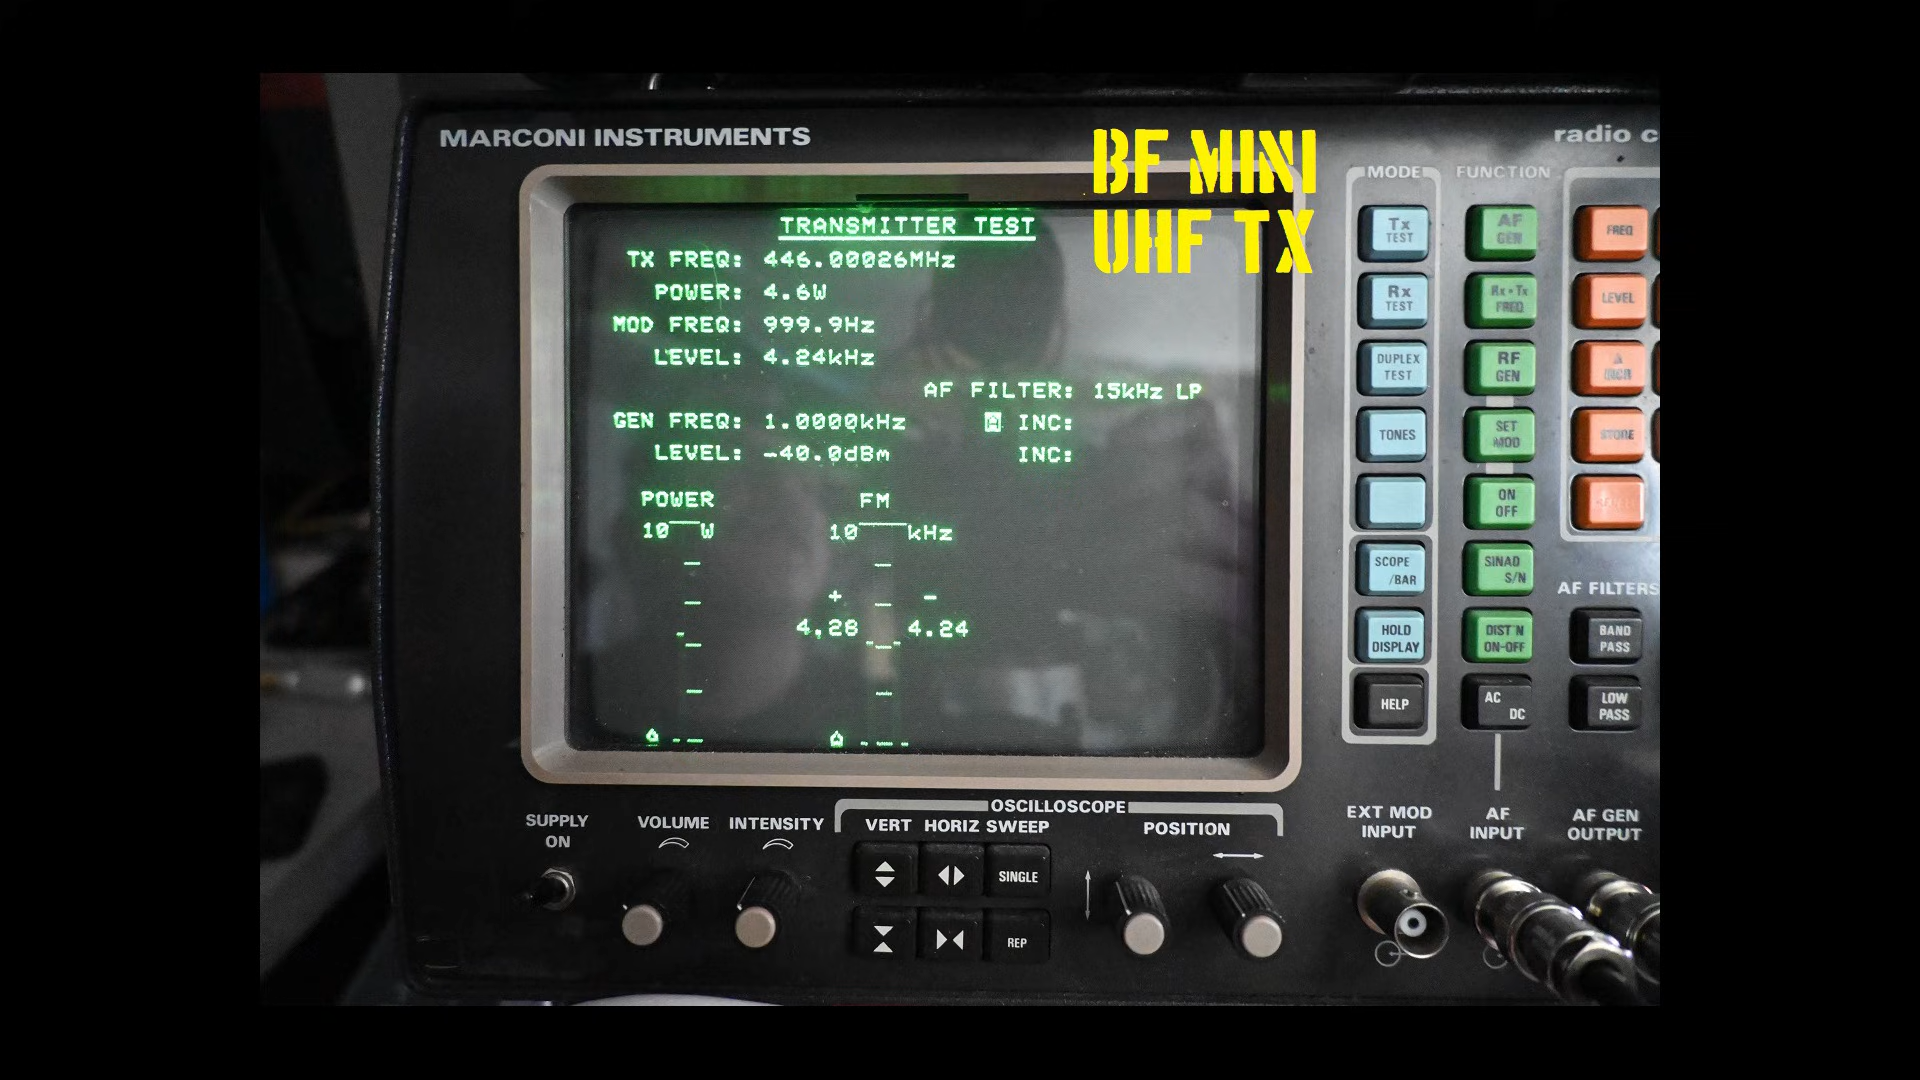 MARCONI INSTRUMENTS
radio c
BF MINI
UHF TX
TRANSMITTER TEST
TX FREQ: 446.00026MHz
POWER: 4.6W
MOD FREQ: 999.9Hz
LEVEL: 4.24kHz
AF FILTER: 15kHz LP
GEN FREQ: 1.0000kHz
INC:
LEVEL: -40.0dBm
INC:
POWER
FM
10 W
10 kHz
+ -
4.28 4.24
MODE
FUNCTION
Tx
TEST
AF
GEN
FREQ
Rx
TEST
Rx•Tx
FREQ
LEVEL
DUPLEX
TEST
RF
GEN
INCR
TONES
SET
MOD
STORE
ON
OFF
SCOPE
/BAR
SINAD
S/N
AF FILTERS
HOLD
DISPLAY
DIST'N
ON-OFF
BAND
PASS
HELP
AC
DC
LOW
PASS
SUPPLY
ON
VOLUME
INTENSITY
OSCILLOSCOPE
VERT HORIZ SWEEP
POSITION
SINGLE
REP
EXT MOD
INPUT
AF
INPUT
AF GEN
OUTPUT